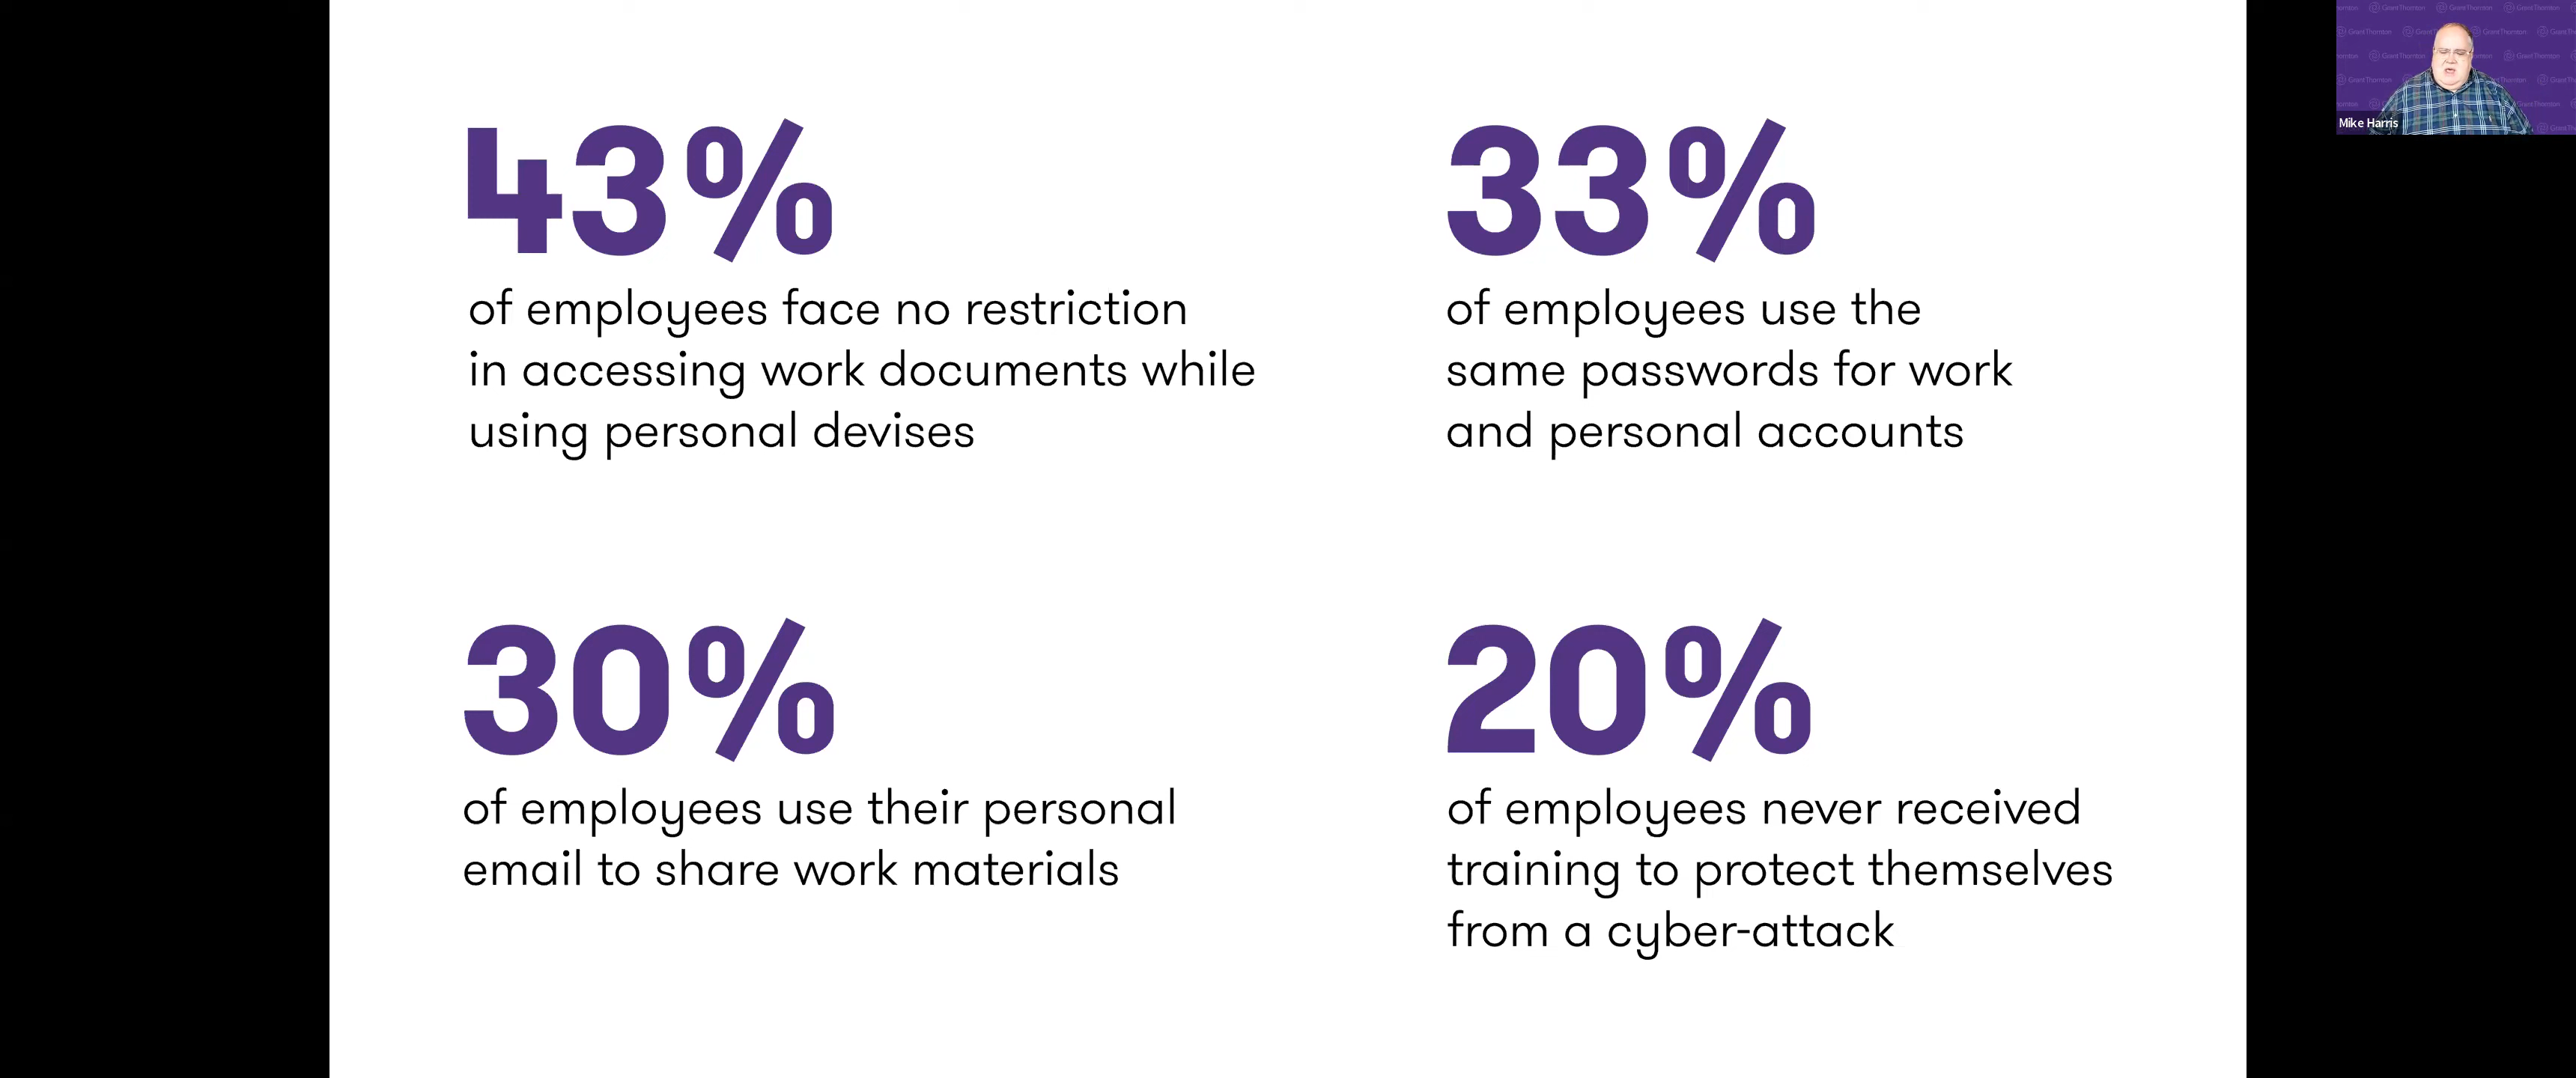 43%
of employees face no restriction
in accessing work documents while
using personal devises
33%
of employees use the
same passwords for work
and personal accounts
30%
of employees use their personal
email to share work materials
20%
of employees never received
training to protect themselves
from a cyber-attack
Mike Harris
GrantThornton